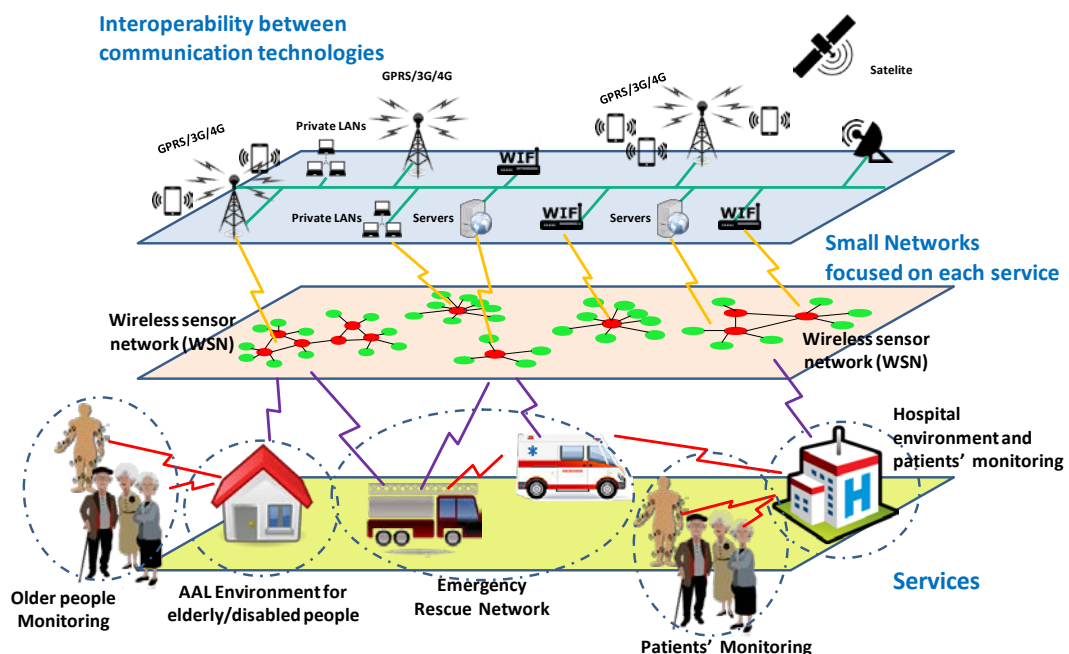 Interoperability between
communication technologies
GPRS/3G/4G
Satelite
GPRS/3G/4G
GPRS/3G/4G
Private LANs
WIFI
Private LANs
Servers
WIFI
Servers
WIFI
Small Networks
focused on each service
Wireless sensor
network (WSN)
Wireless sensor
network (WSN)
Hospital
environment and
patients' monitoring
H
Services
Older people
Monitoring
AAL Environment for
elderly/disabled people
Emergency
Rescue Network
Patients' Monitoring